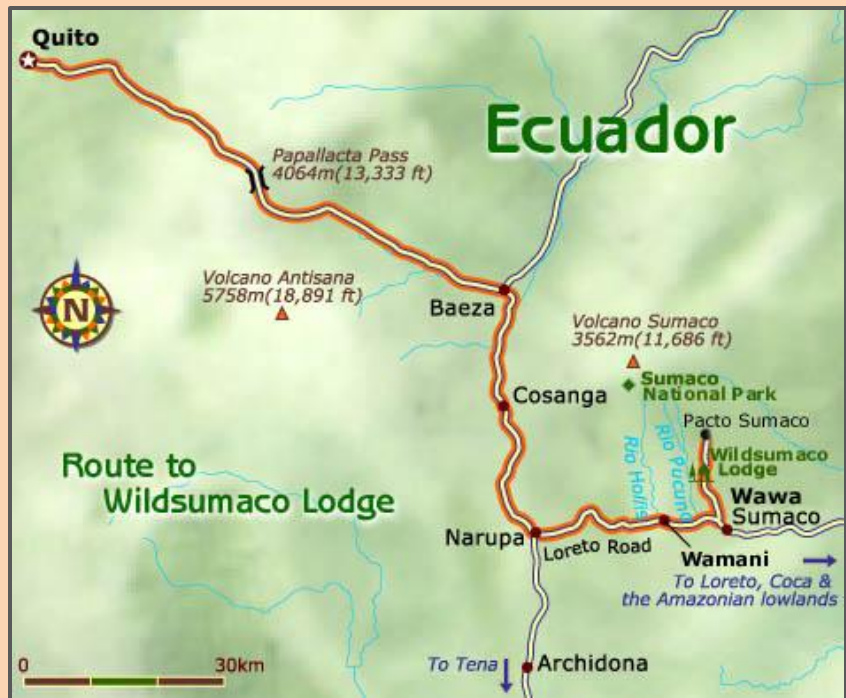 Quito
Ecuador
Papallacta Pass
4064m(13,333 ft)
Volcano Antisana
5758m(18,891 ft)
N
Baeza
Volcano Sumaco
3562m(11,686 ft)
Sumaco
National Park
Cosanga
Pacto Sumaco
Rio Hollis
Rio Pucuno
Wildsumaco
Lodge
Route to
Wildsumaco Lodge
Wawa
Sumaco
Narupa
Loreto Road
Wamani
To Loreto, Coca &
the Amazonian lowlands
0 30km
To Tena
Archidona